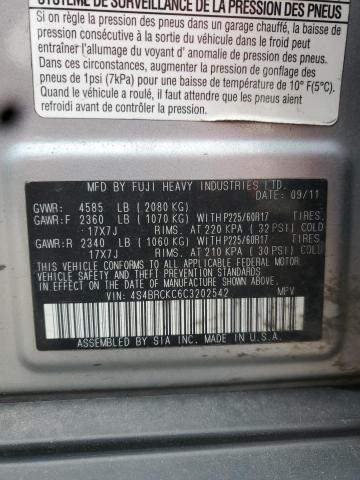 SYSTÈME DE SURVEILLANCE DE LA PRESSION DES PNEUS
Si on règle la pression des pneus dans un garage chauffé, la baisse de
pression consécutive à la sortie du véhicule dans le froid peut
entraîner l'allumage du voyant d' anomalie de pression des pneus.
Dans ces circonstances, augmenter la pression de gonflage des
pneus de 1psi (7kPa) pour une baisse de température de 10° F(5°C).
Quand le véhicule a roulé, il faut attendre que les pneus aient
refroidi avant de contrôler la pression.
MFD. BY FUJI HEAVY INDUSTRIES LTD.
DATE: 09/11
GVWR: 4585 LB (2080 KG)
GAWR:F 2360 LB (1070 KG) WITH P225/60R17 TIRES,
17X7J RIMS, AT 220 KPA (32 PSI) COLD
GAWR:R 2340 LB (1060 KG) WITH P225/60R17 TIRES,
17X7J RIMS, AT 210 KPA (30 PSI) COLD
THIS VEHICLE CONFORMS TO ALL APPLICABLE FEDERAL MOTOR
VEHICLE SAFETY AND THEFT PREVENTION STANDARDS IN
EFFECT ON THE DATE OF MANUFACTURE SHOWN ABOVE.
VIN: 4S4BRCKC6C3202542 MPV
ASSEMBLED BY SIA INC. MADE IN U.S.A.